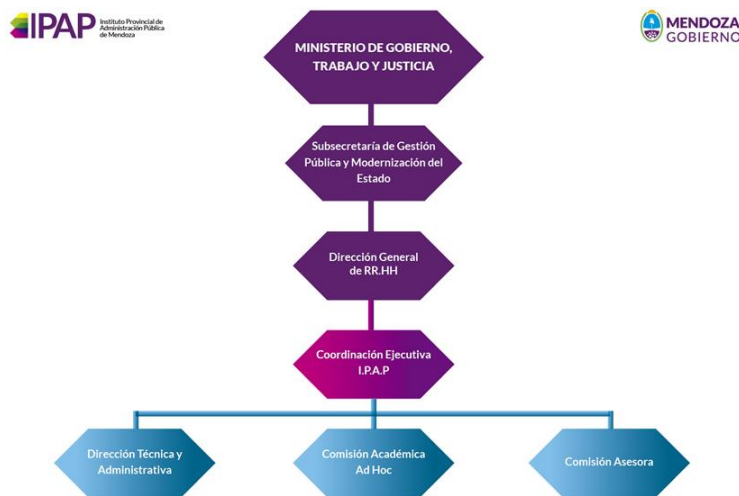 IPAP
Instituto Provincial de
Administración Pública
de Mendoza
MENDOZA
GOBIERNO
MINISTERIO DE GOBIERNO,
TRABAJO Y JUSTICIA
Subsecretaría de Gestión
Pública y Modernización del
Estado
Dirección General
de RR.HH
Coordinación Ejecutiva
I.P.A.P
Dirección Técnica y
Administrativa
Comisión Académica
Ad Hoc
Comisión Asesora